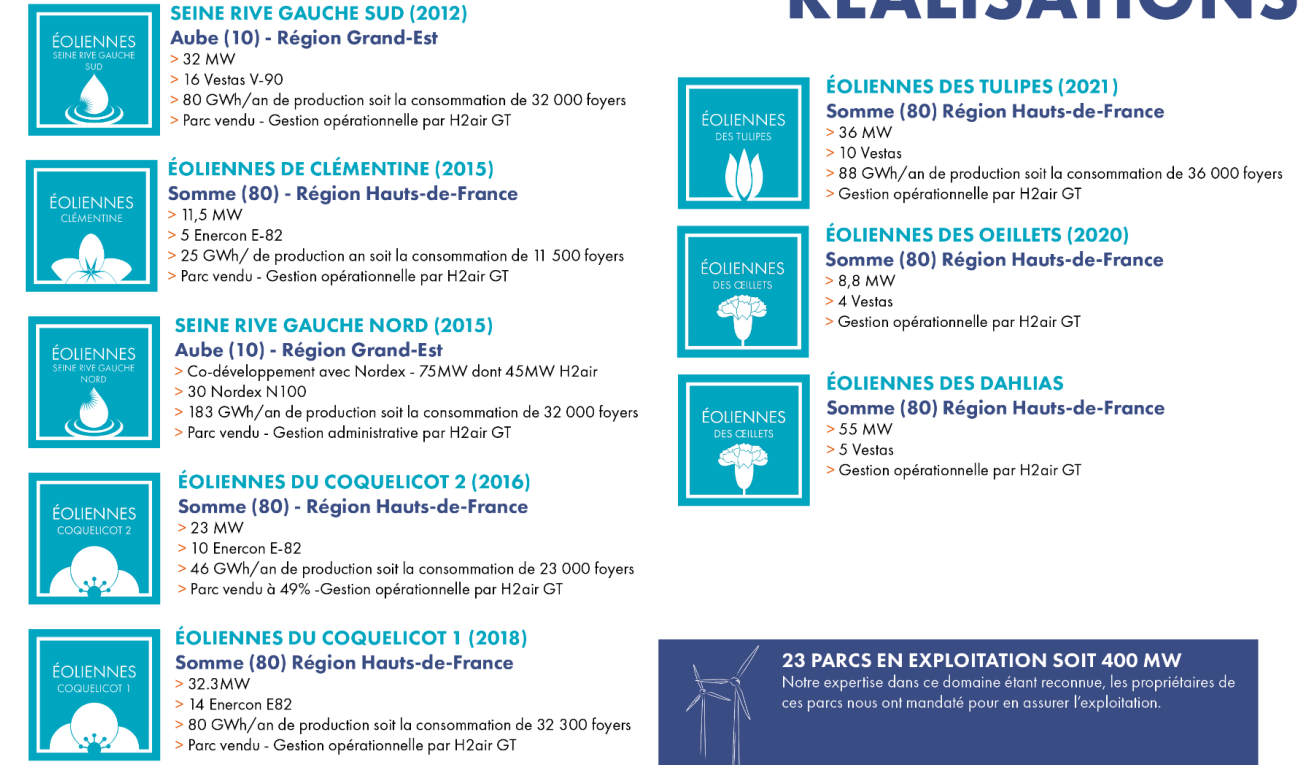 RÉALISATIONS
ÉOLIENNES
SEINE RIVE GAUCHE
SUD
SEINE RIVE GAUCHE SUD (2012)
Aube (10) - Région Grand-Est
> 32 MW
> 16 Vestas V-90
> 80 GWh/an de production soit la consommation de 32 000 foyers
> Parc vendu - Gestion opérationnelle par H2air GT
ÉOLIENNES
CLÉMENTINE
ÉOLIENNES DE CLÉMENTINE (2015)
Somme (80) - Région Hauts-de-France
> 11,5 MW
> 5 Enercon E-82
> 25 GWh/ de production an soit la consommation de 11 500 foyers
> Parc vendu - Gestion opérationnelle par H2air GT
ÉOLIENNES
SEINE RIVE GAUCHE
NORD
SEINE RIVE GAUCHE NORD (2015)
Aube (10) - Région Grand-Est
> Co-développement avec Nordex - 75MW dont 45MW H2air
> 30 Nordex N100
> 183 GWh/an de production soit la consommation de 32 000 foyers
> Parc vendu - Gestion administrative par H2air GT
ÉOLIENNES
COQUELICOT 2
ÉOLIENNES DU COQUELICOT 2 (2016)
Somme (80) - Région Hauts-de-France
> 23 MW
> 10 Enercon E-82
> 46 GWh/an de production soit la consommation de 23 000 foyers
> Parc vendu à 49% -Gestion opérationnelle par H2air GT
ÉOLIENNES
COQUELICOT 1
ÉOLIENNES DU COQUELICOT 1 (2018)
Somme (80) Région Hauts-de-France
> 32.3MW
> 14 Enercon E82
> 80 GWh/an de production soit la consommation de 32 300 foyers
> Parc vendu - Gestion opérationnelle par H2air GT
ÉOLIENNES
DES TULIPES
ÉOLIENNES DES TULIPES (2021)
Somme (80) Région Hauts-de-France
> 36 MW
> 10 Vestas
> 88 GWh/an de production soit la consommation de 36 000 foyers
> Gestion opérationnelle par H2air GT
ÉOLIENNES
DES ŒILLETS
ÉOLIENNES DES OEILLETS (2020)
Somme (80) Région Hauts-de-France
> 8,8 MW
> 4 Vestas
> Gestion opérationnelle par H2air GT
ÉOLIENNES
DES ŒILLETS
ÉOLIENNES DES DAHLIAS
Somme (80) Région Hauts-de-France
> 55 MW
> 5 Vestas
> Gestion opérationnelle par H2air GT
23 PARCS EN EXPLOITATION SOIT 400 MW
Notre expertise dans ce domaine étant reconnue, les propriétaires de
ces parcs nous ont mandaté pour en assurer l'exploitation.